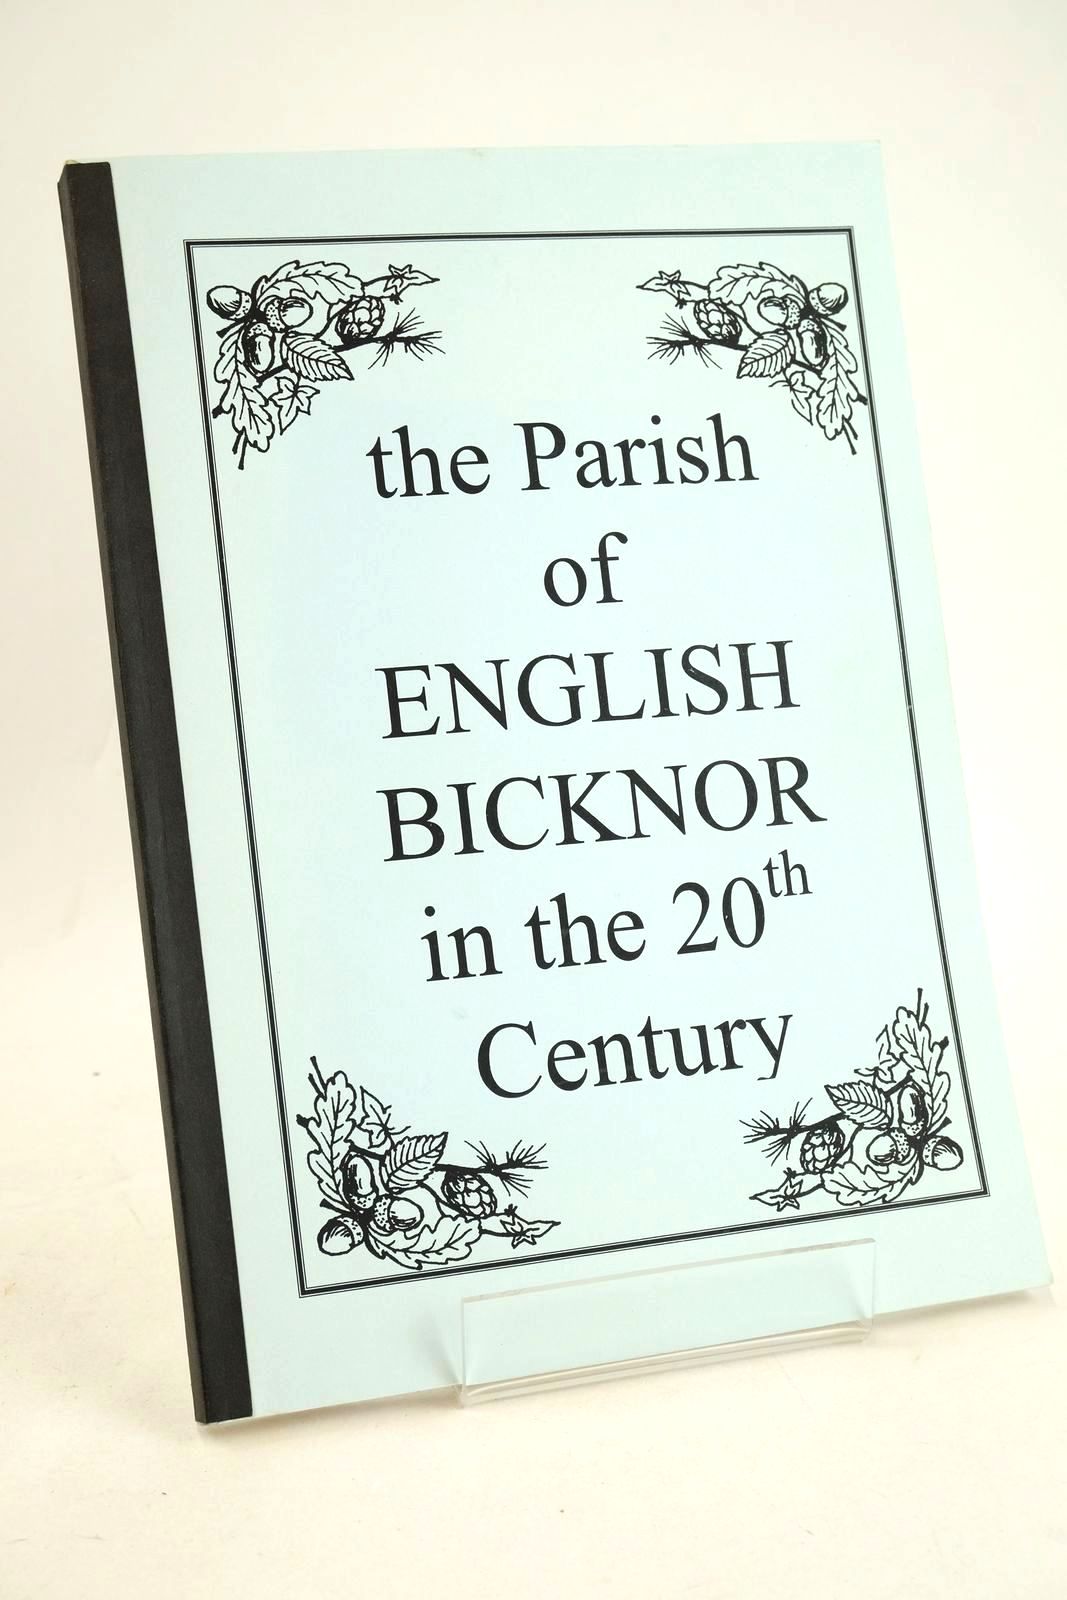 the Parish
of
ENGLISH
BICKNOR
in the 20th
Century